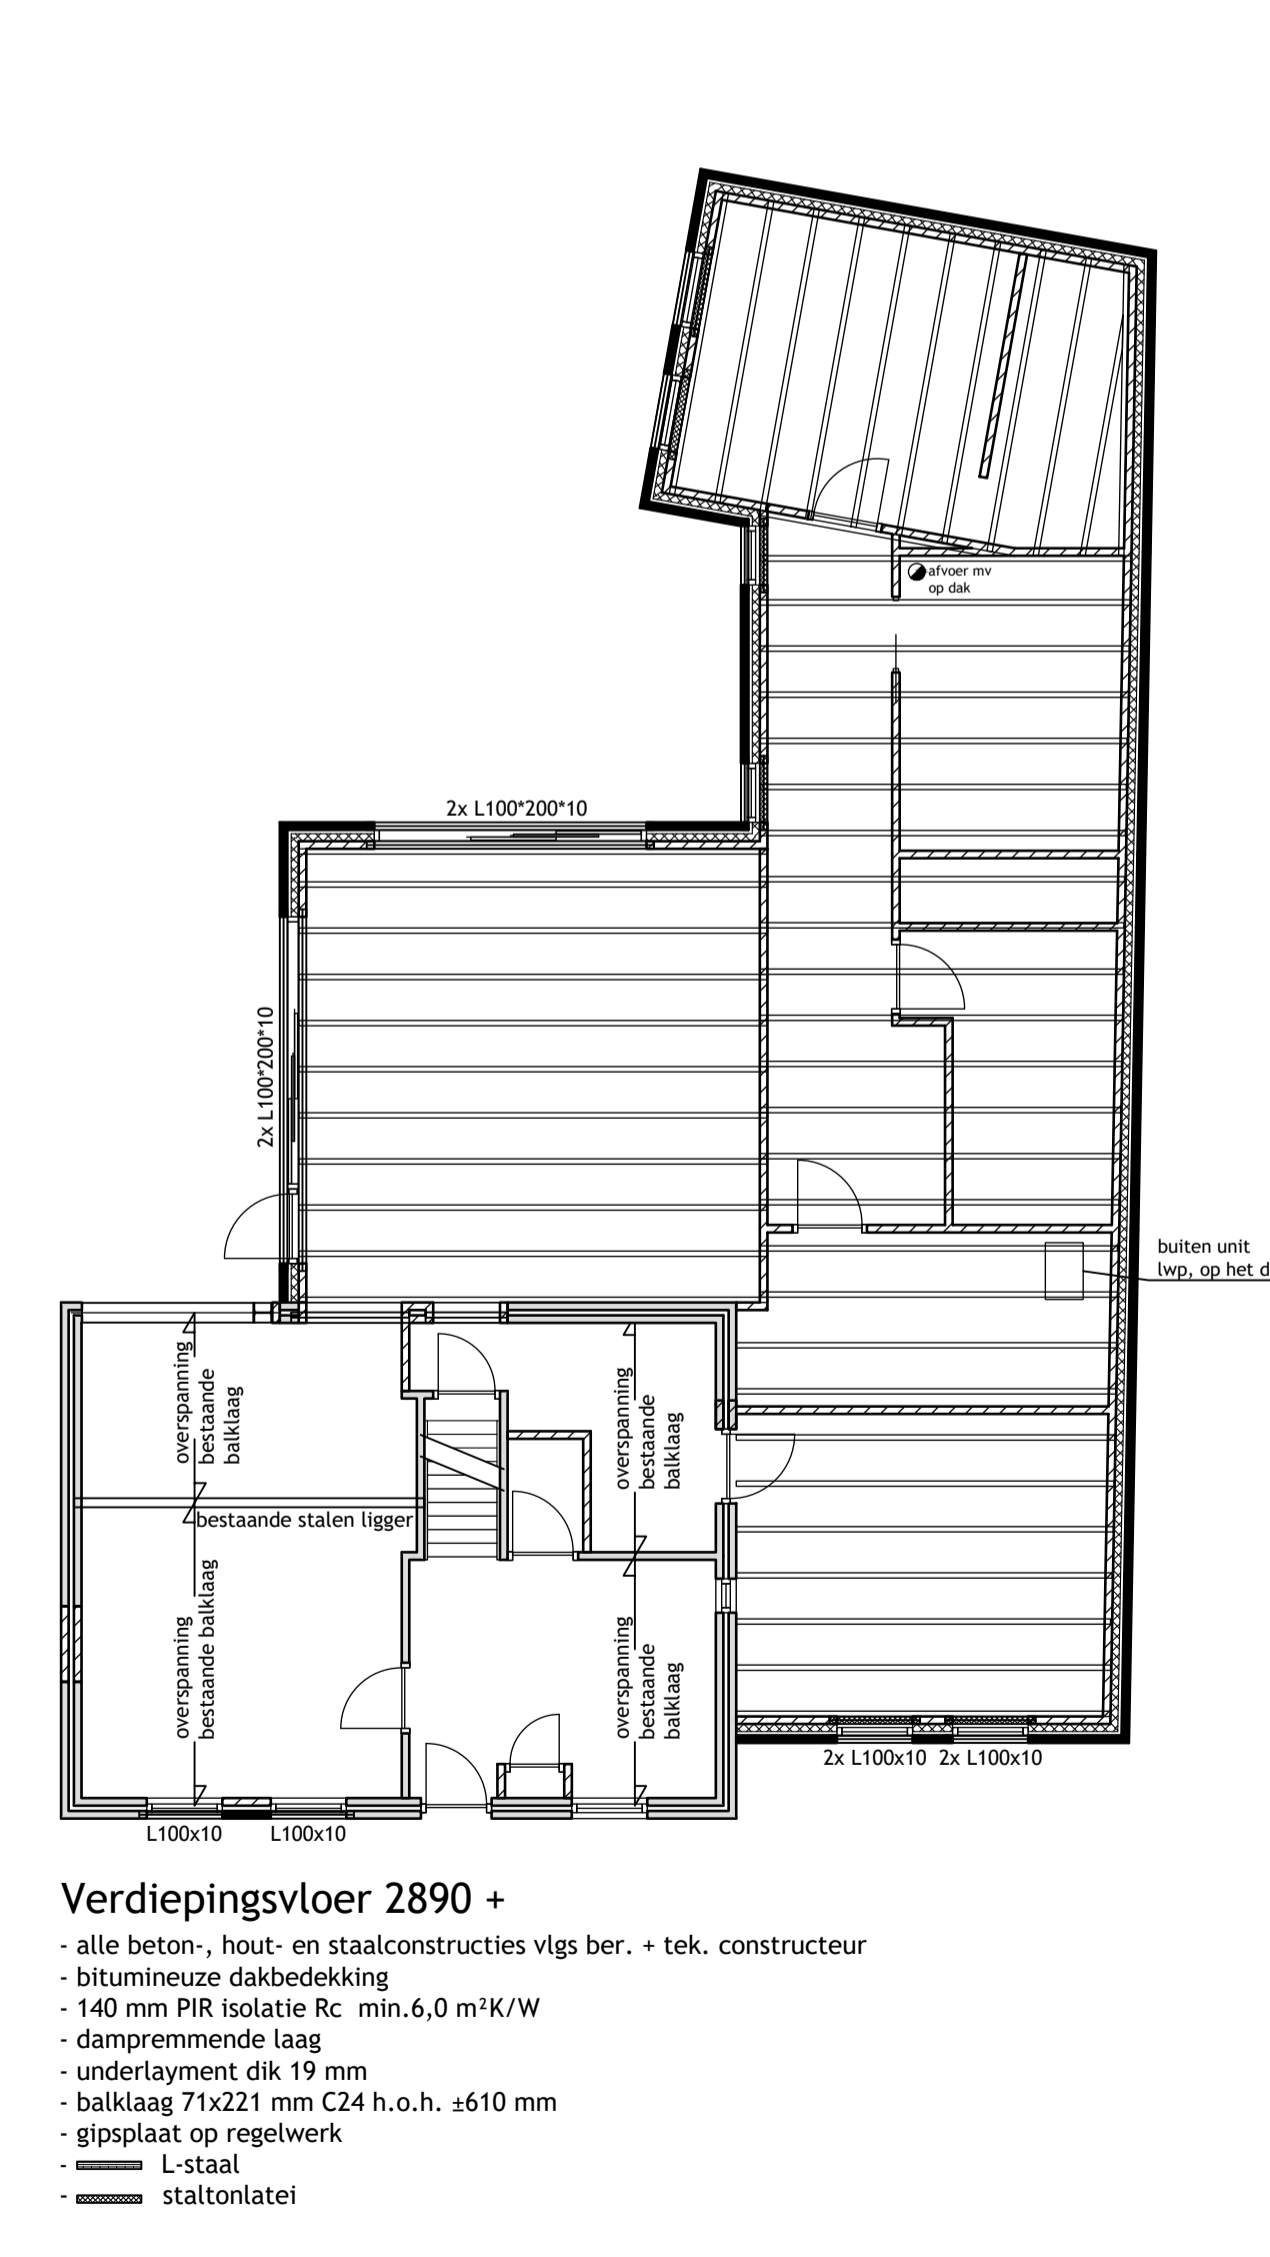 afvoer mv
op dak
2x L100*200*10
2x L100*200*10
buiten unit
lwp, op het d
overspanning
bestaande
balklaag
overspanning
bestaande
balklaag
bestaande stalen ligger
overspanning
bestaande balklaag
overspanning
bestaande
balklaag
2x L100x10 2x L100x10
L100x10 L100x10
Verdiepingsvloer 2890 +
- alle beton-, hout- en staalconstructies vlgs ber. + tek. constructeur
- bitumineuze dakbedekking
- 140 mm PIR isolatie Rc min.6,0 m²K/W
- dampremmende laag
- underlayment dik 19 mm
- balklaag 71x221 mm C24 h.o.h. ±610 mm
- gipsplaat op regelwerk
- L-staal
- staltonlatei